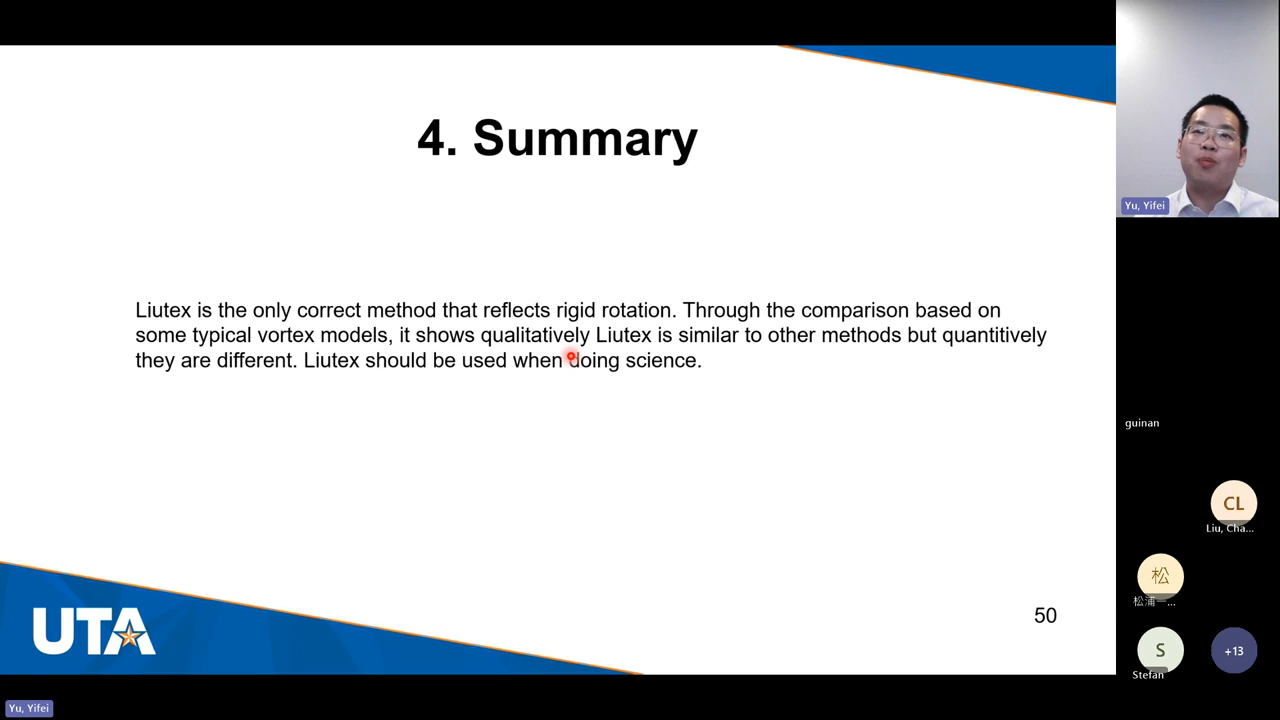 4. Summary
Liutex is the only correct method that reflects rigid rotation. Through the comparison based on
some typical vortex models, it shows qualitatively Liutex is similar to other methods but quantitively
they are different. Liutex should be used when doing science.
50
UTA
Yu, Yifei
guinan
CL
Liu, Cha...
松
松浦一...
S
Stefan
+13
Yu, Yifei